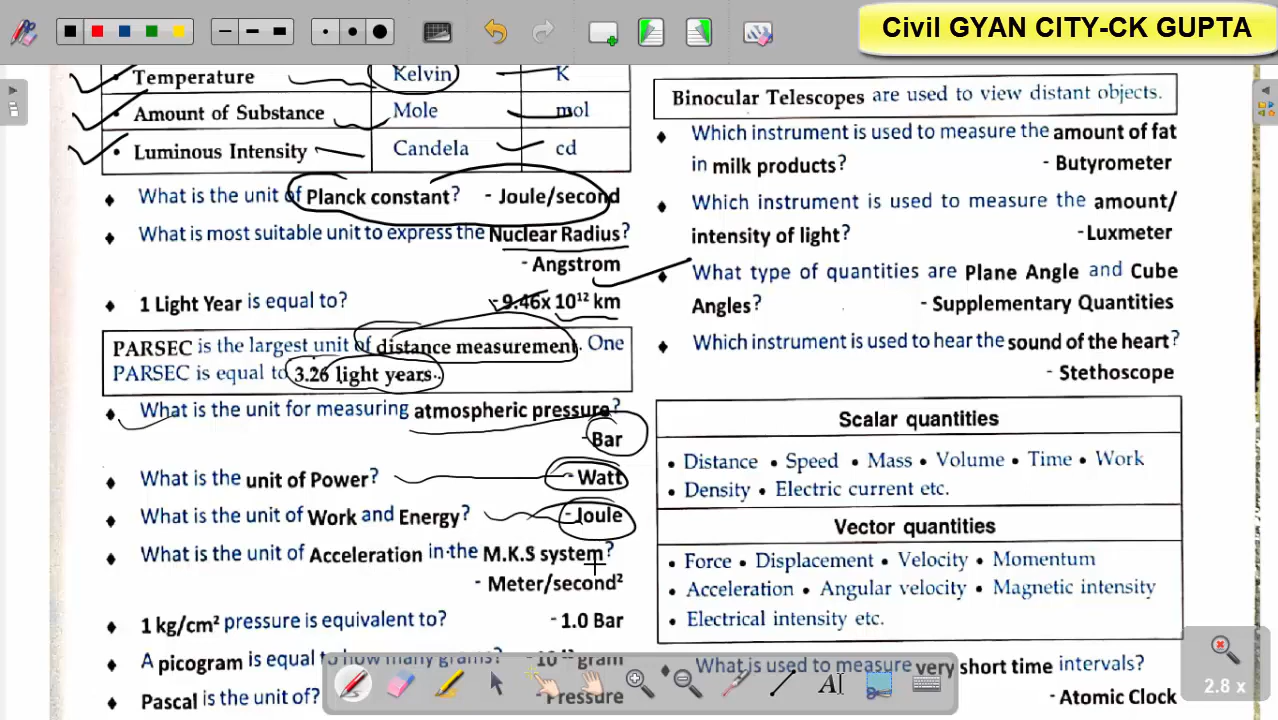 Civil GYAN CITY-CK GUPTA
• Temperature Kelvin K
• Amount of Substance Mole mol
• Luminous Intensity Candela cd
♦ What is the unit of Planck constant? - Joule/second
♦ What is most suitable unit to express the Nuclear Radius?
- Angstrom
♦ 1 Light Year is equal to? - 9.46x 10¹² km
PARSEC is the largest unit of distance measurement. One
PARSEC is equal to 3.26 light years.
♦ What is the unit for measuring atmospheric pressure?
- Bar
♦ What is the unit of Power? - Watt
♦ What is the unit of Work and Energy? - Joule
♦ What is the unit of Acceleration in the M.K.S system?
- Meter/second²
♦ 1 kg/cm² pressure is equivalent to? - 1.0 Bar
♦ A picogram is equal to how many grams? gram
♦ Pascal is the unit of? Pressure
Binocular Telescopes are used to view distant objects.
♦ Which instrument is used to measure the amount of fat
in milk products? - Butyrometer
♦ Which instrument is used to measure the amount/
intensity of light? - Luxmeter
♦ What type of quantities are Plane Angle and Cube
Angles? - Supplementary Quantities
♦ Which instrument is used to hear the sound of the heart?
- Stethoscope
Scalar quantities
• Distance • Speed • Mass • Volume • Time • Work
• Density • Electric current etc.
Vector quantities
• Force • Displacement • Velocity • Momentum
• Acceleration • Angular velocity • Magnetic intensity
• Electrical intensity etc.
♦ What is used to measure very short time intervals?
- Atomic Clock
AI
2.8 x